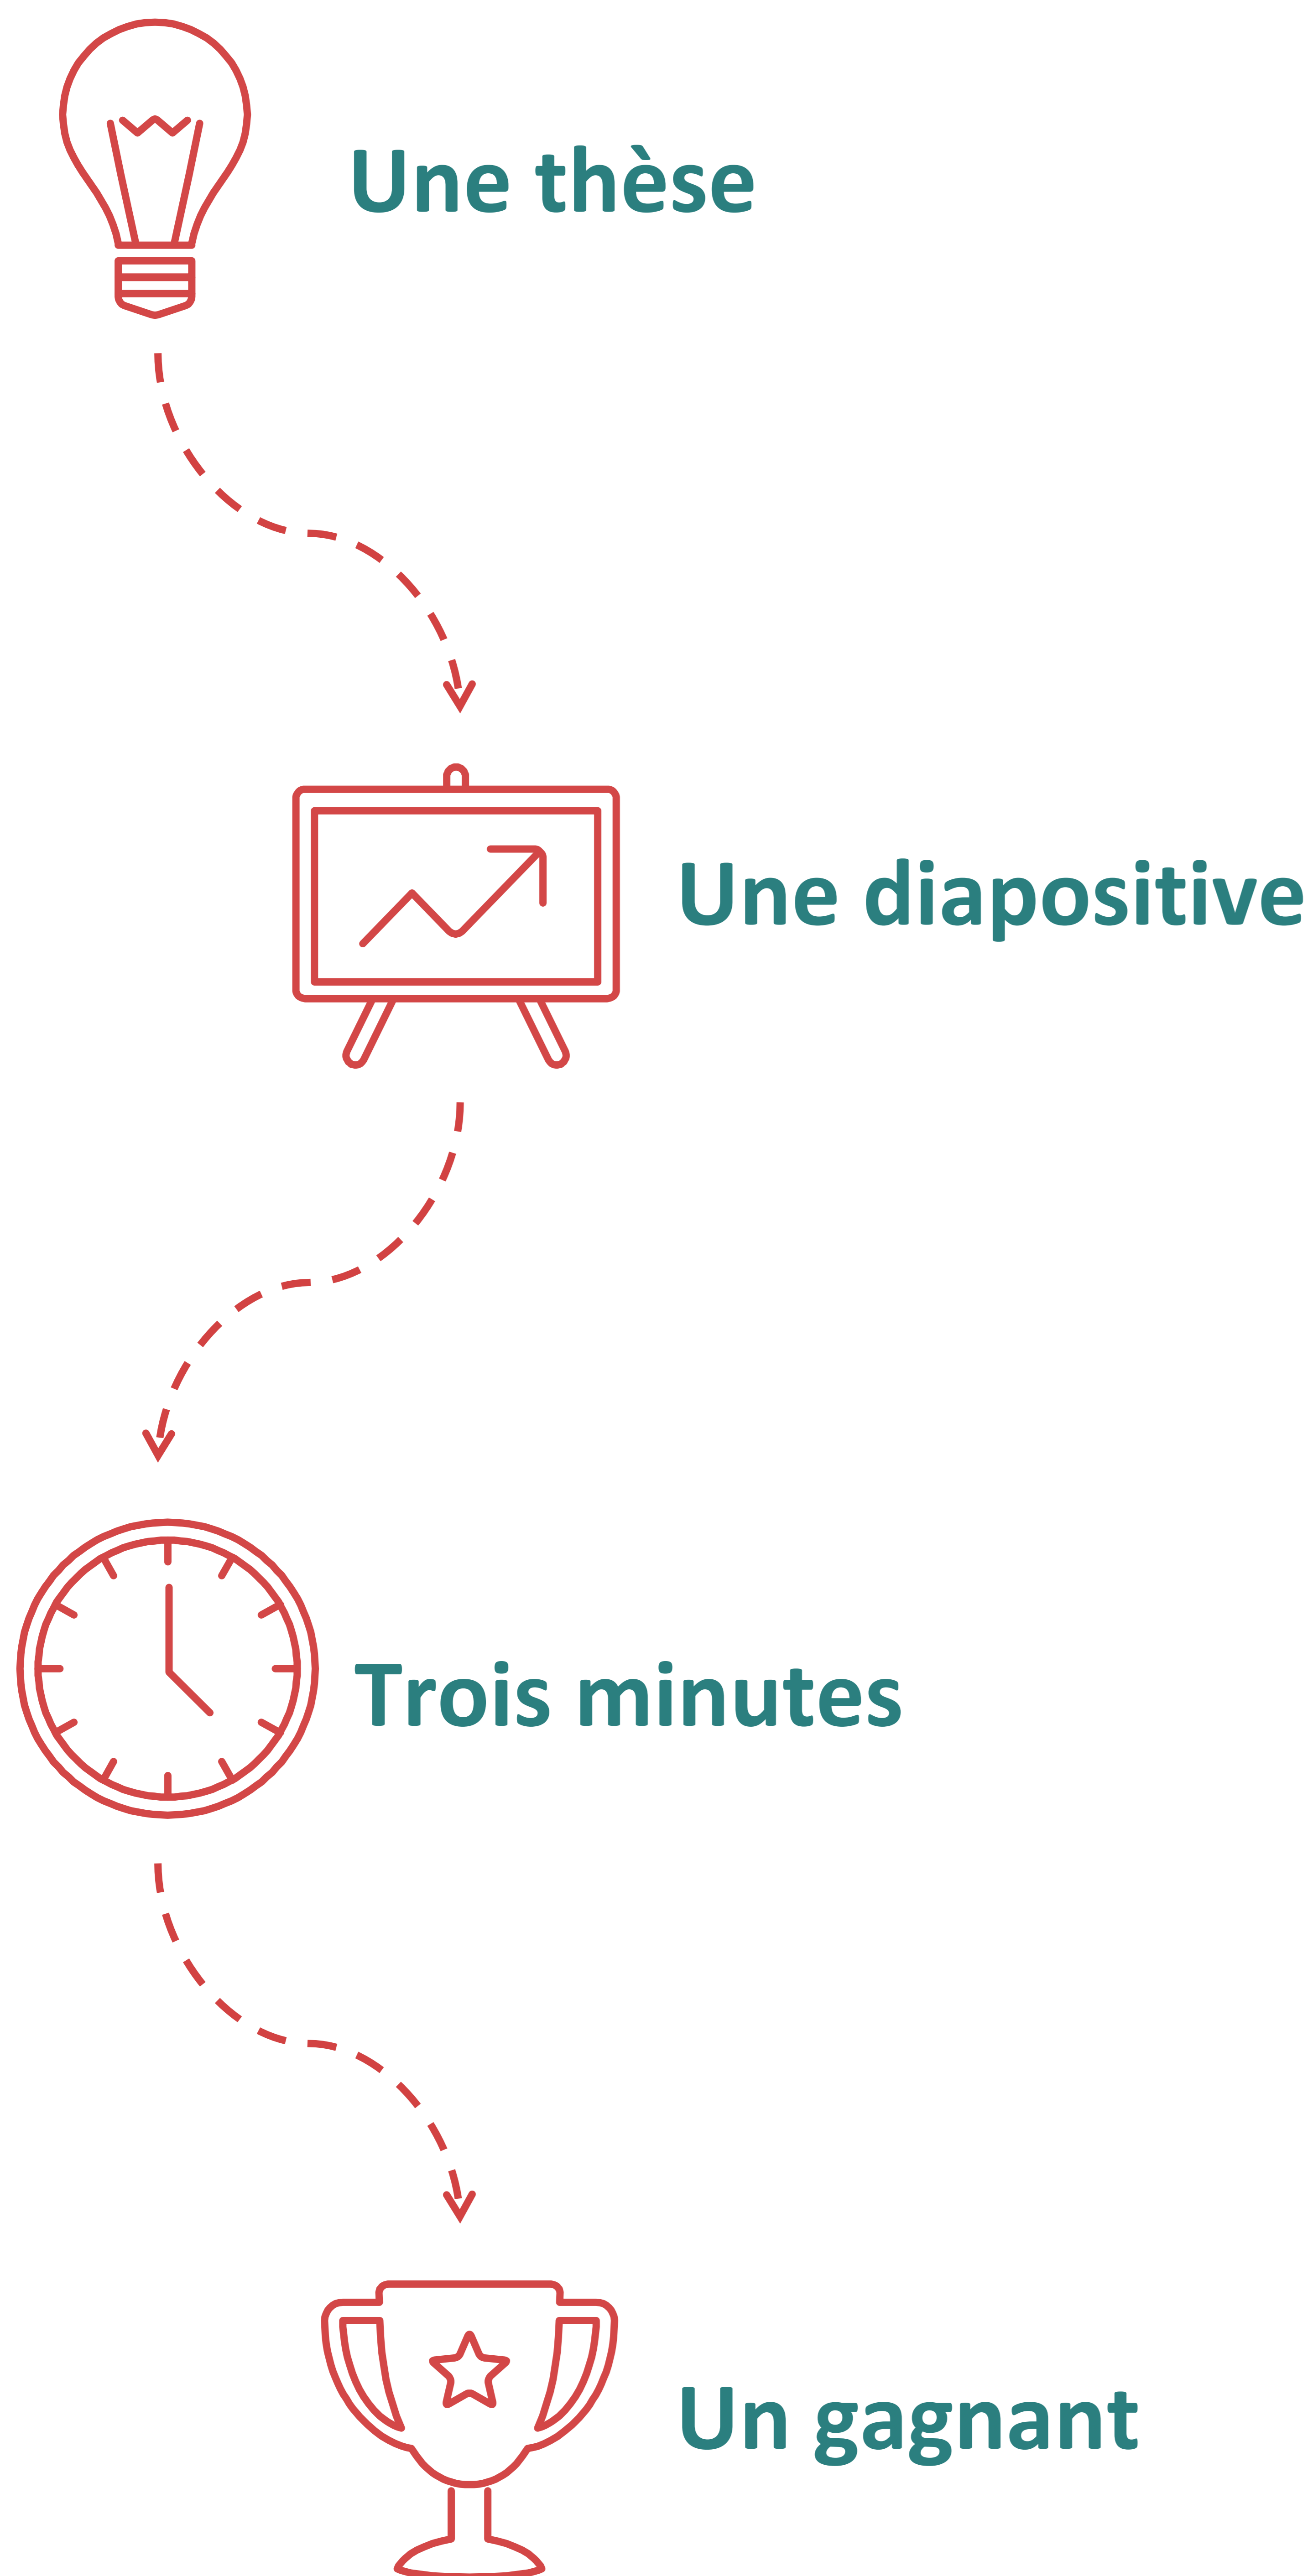 Une thèse
Une diapositive
Trois minutes
Un gagnant